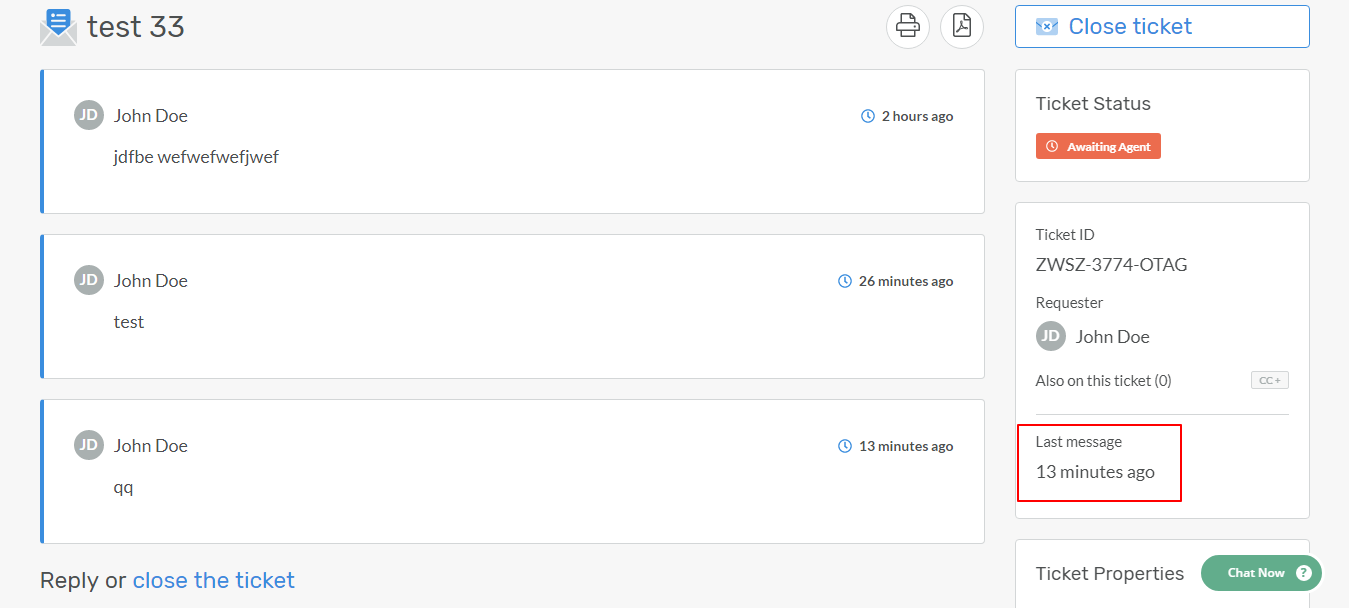 test 33
Close ticket
JD John Doe
2 hours ago
jdfbe wefwefwefjwef
JD John Doe
26 minutes ago
test
JD John Doe
13 minutes ago
qq
Reply or close the ticket
Ticket Status
Awaiting Agent
Ticket ID
ZWSZ-3774-OTAG
Requester
JD John Doe
Also on this ticket (0)
CC +
Last message
13 minutes ago
Ticket Properties
Chat Now ?